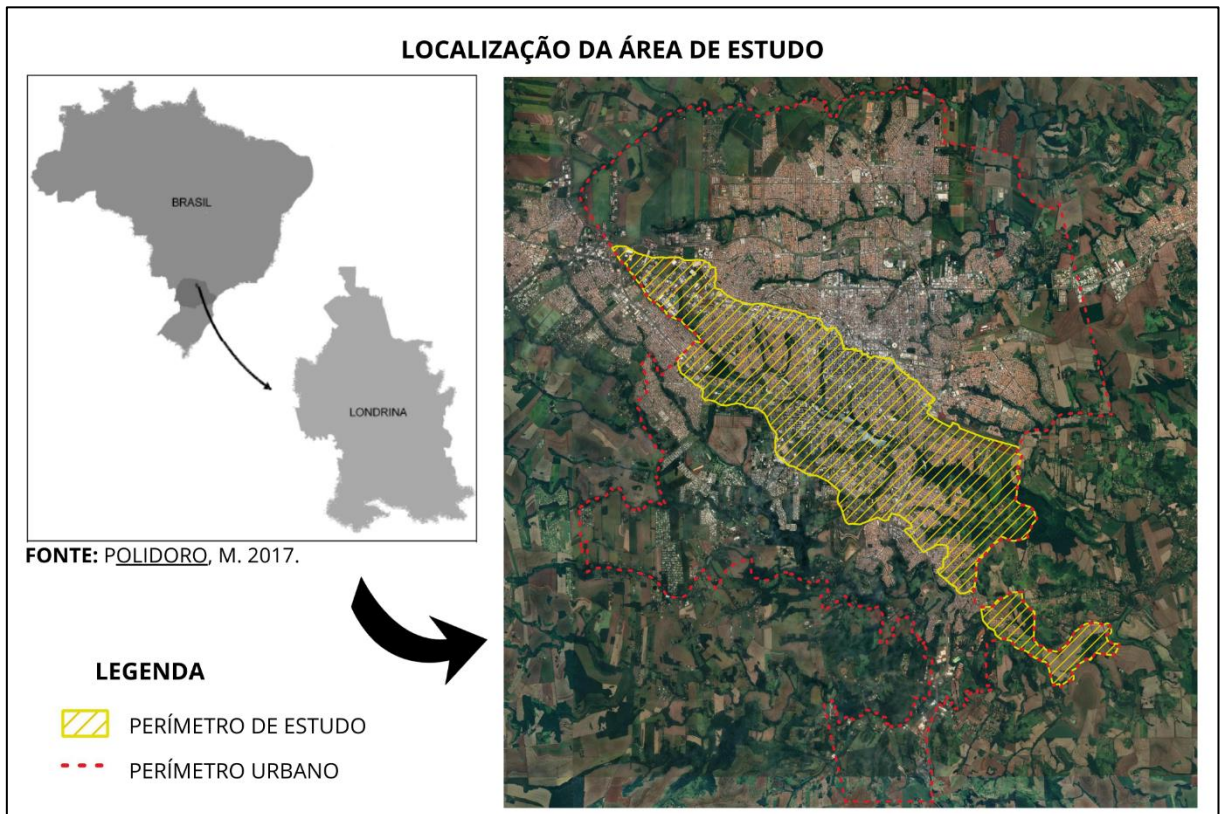 LOCALIZAÇÃO DA ÁREA DE ESTUDO
BRASIL
LONDRINA
FONTE: POLIDORO, M. 2017.
LEGENDA
PERÍMETRO DE ESTUDO
PERÍMETRO URBANO